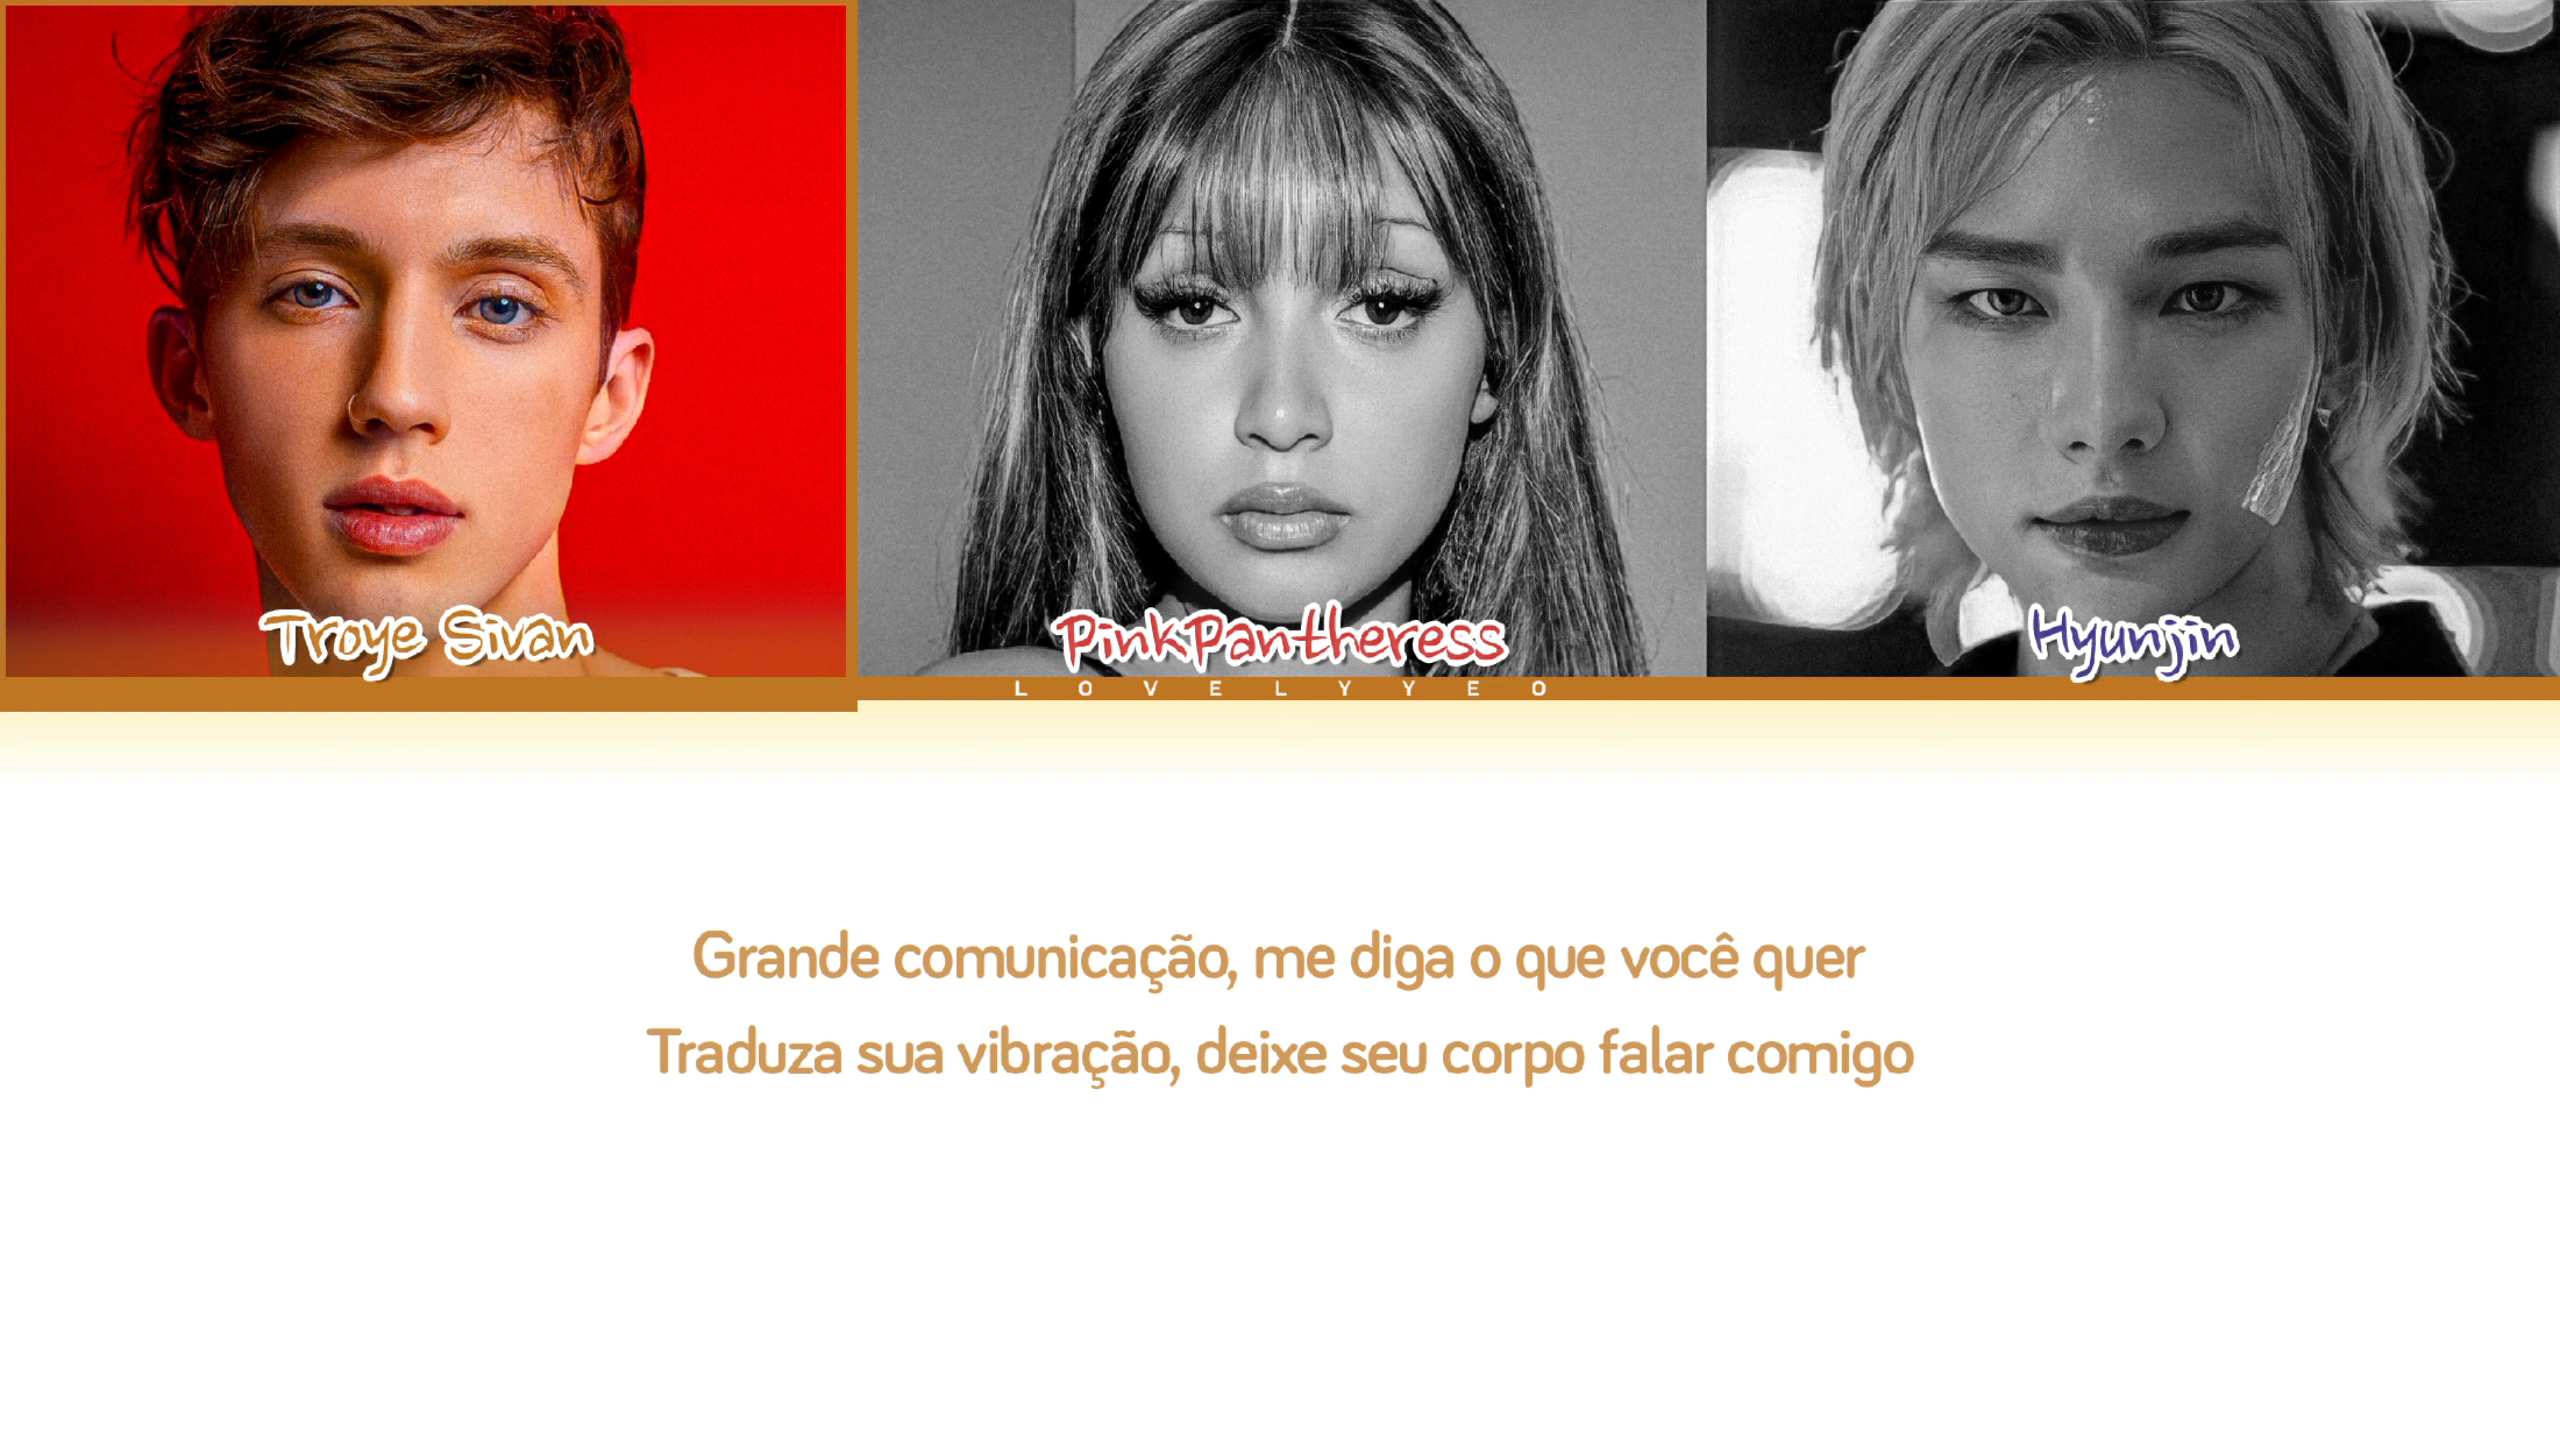 Troye Sivan
PinkPantheress
Hyunjin
LOVELYYEO
Grande comunicação, me diga o que você quer
Traduza sua vibração, deixe seu corpo falar comigo